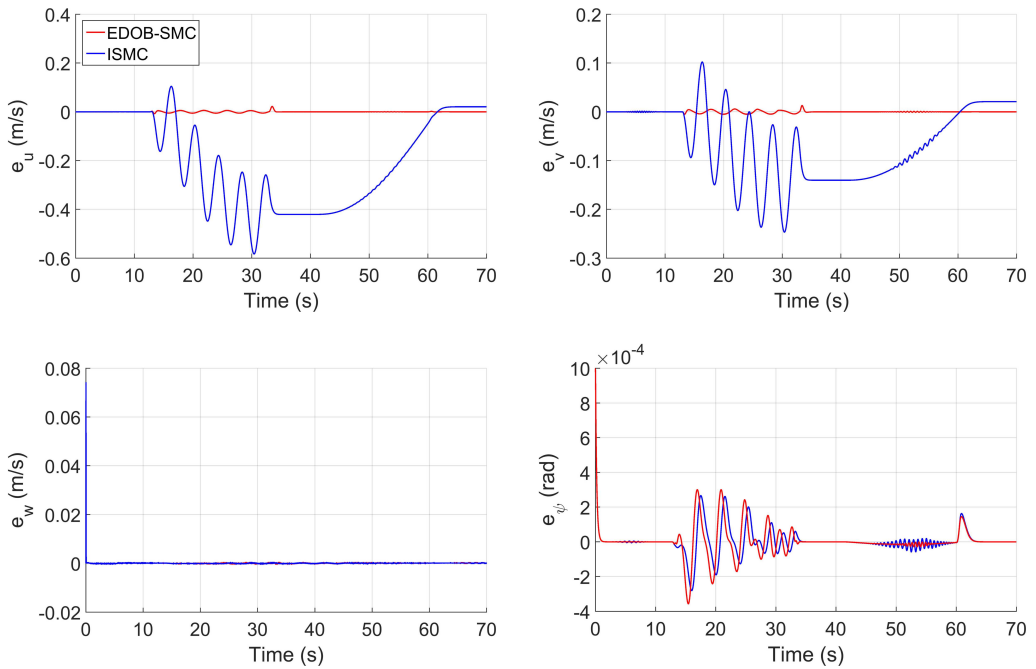 0.4
0.2
0
-0.2
-0.4
-0.6
e_u (m/s)
EDOB-SMC
ISMC
0 10 20 30 40 50 60 70
Time (s)
0.2
0.1
0
-0.1
-0.2
-0.3
e_v (m/s)
0 10 20 30 40 50 60 70
Time (s)
0.08
0.06
0.04
0.02
0
-0.02
e_w (m/s)
0 10 20 30 40 50 60 70
Time (s)
×10^-4
10
8
6
4
2
0
-2
-4
e_ψ (rad)
0 10 20 30 40 50 60 70
Time (s)